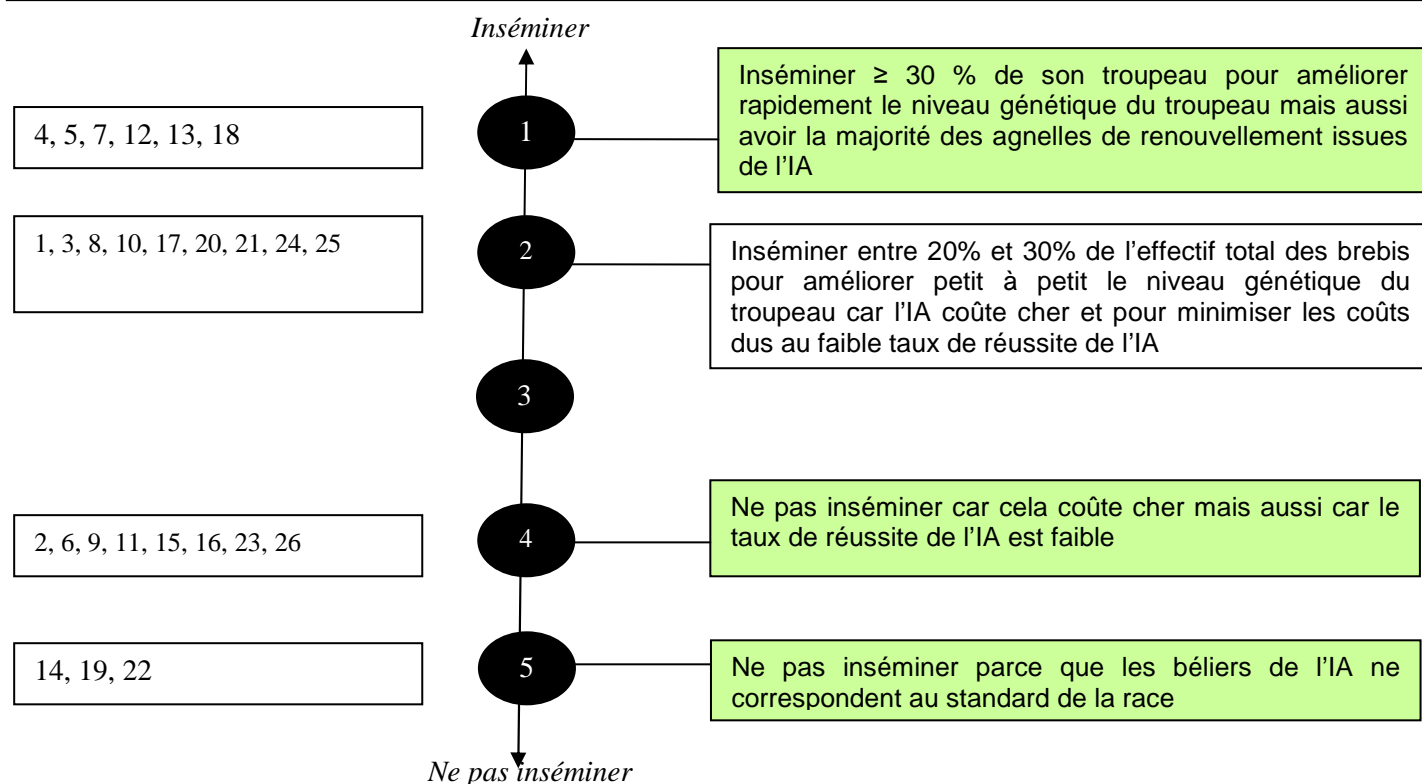 Inséminer
4, 5, 7, 12, 13, 18
1
Inséminer ≥ 30 % de son troupeau pour améliorer
rapidement le niveau génétique du troupeau mais aussi
avoir la majorité des agnelles de renouvellement issues
de l’IA
1, 3, 8, 10, 17, 20, 21, 24, 25
2
Inséminer entre 20% et 30% de l’effectif total des brebis
pour améliorer petit à petit le niveau génétique du
troupeau car l’IA coûte cher et pour minimiser les coûts
dus au faible taux de réussite de l’IA
3
2, 6, 9, 11, 15, 16, 23, 26
4
Ne pas inséminer car cela coûte cher mais aussi car le
taux de réussite de l’IA est faible
14, 19, 22
5
Ne pas inséminer parce que les béliers de l’IA ne
correspondent au standard de la race
Ne pas inséminer